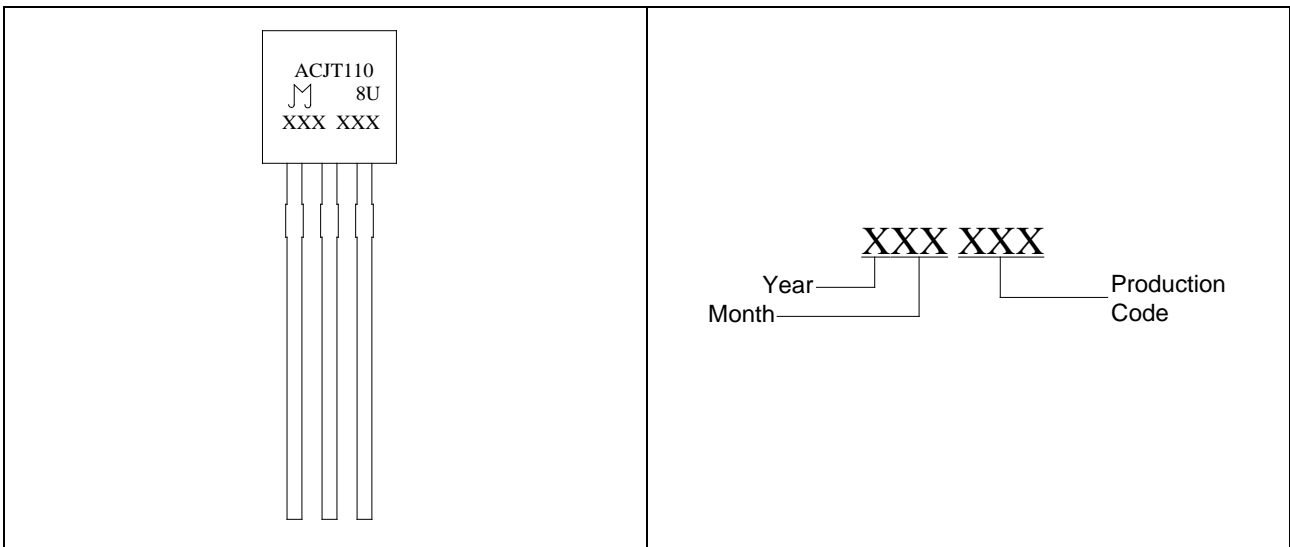 ACJT110
8U
XXX XXX
XXX XXX
Year
Month
Production
Code